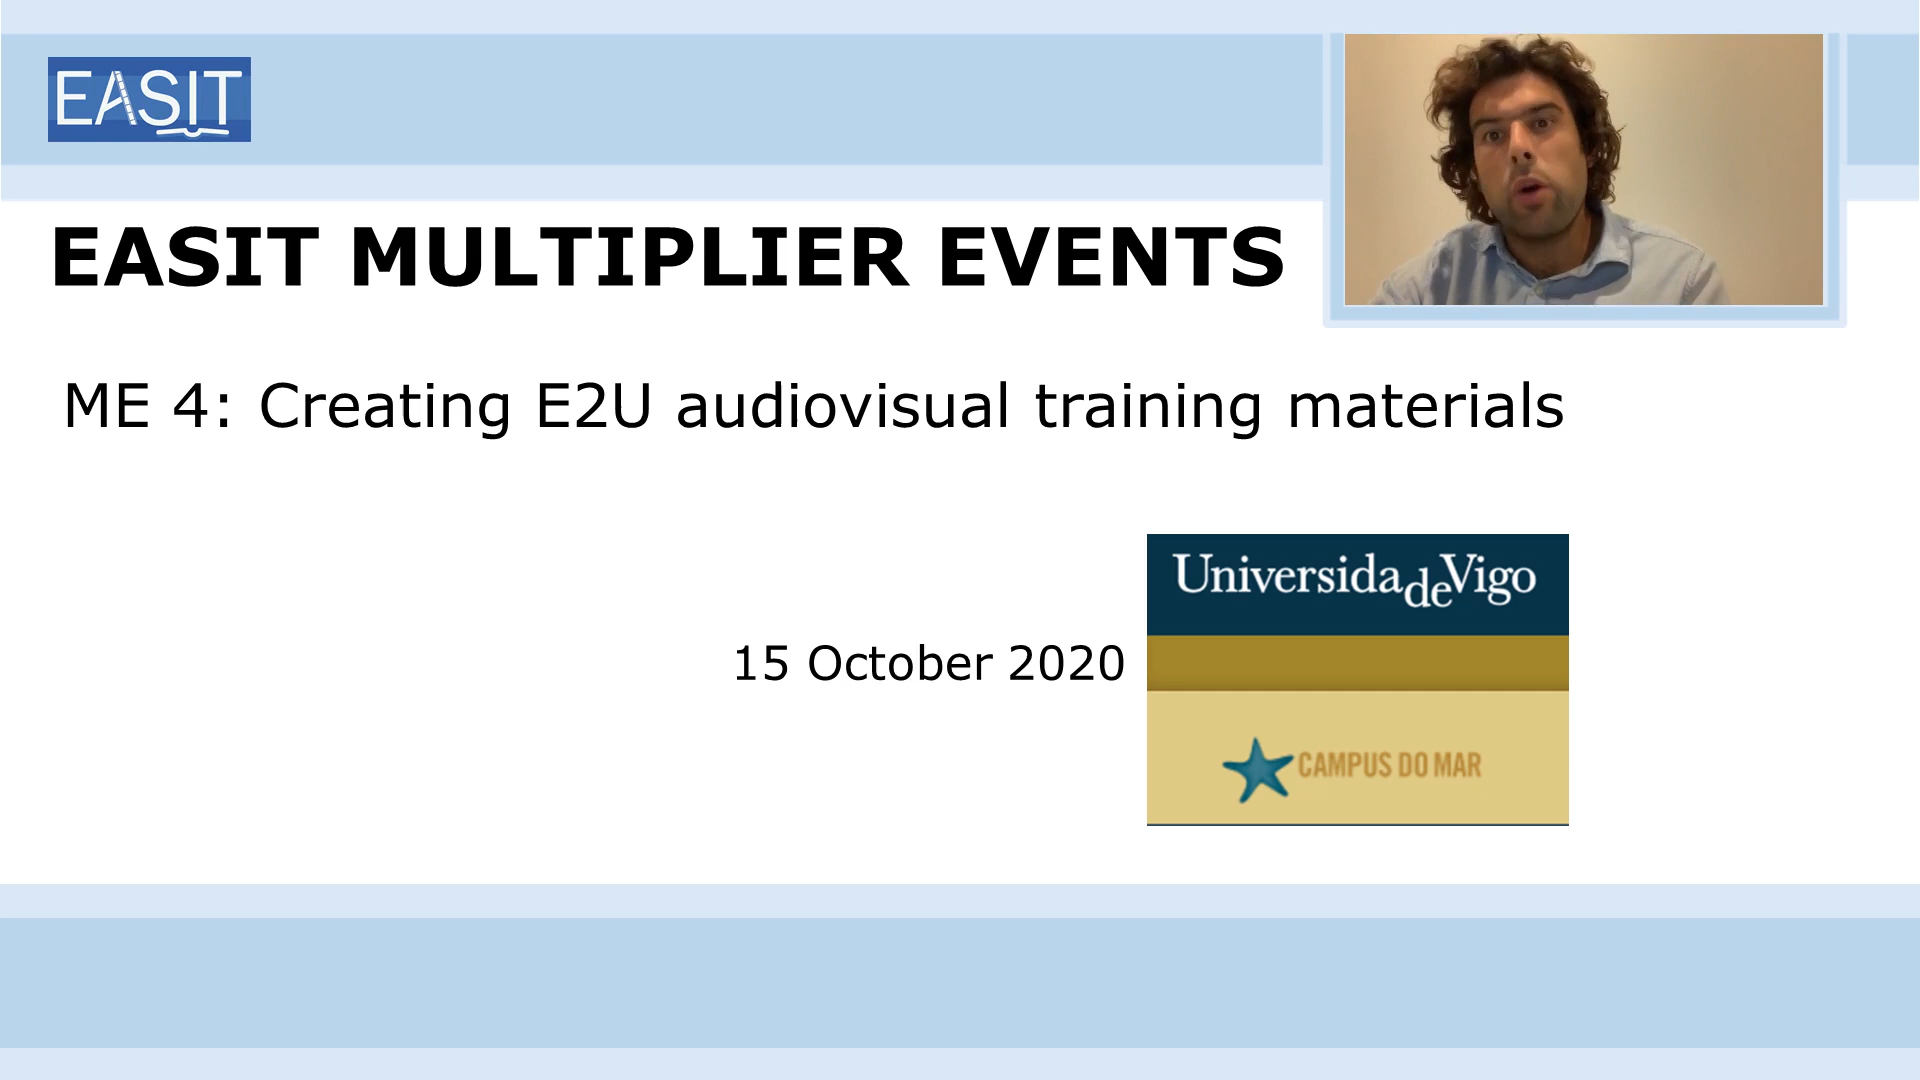 EASIT
EASIT MULTIPLIER EVENTS
ME 4: Creating E2U audiovisual training materials
UniversidadeVigo
15 October 2020
CAMPUS DO MAR